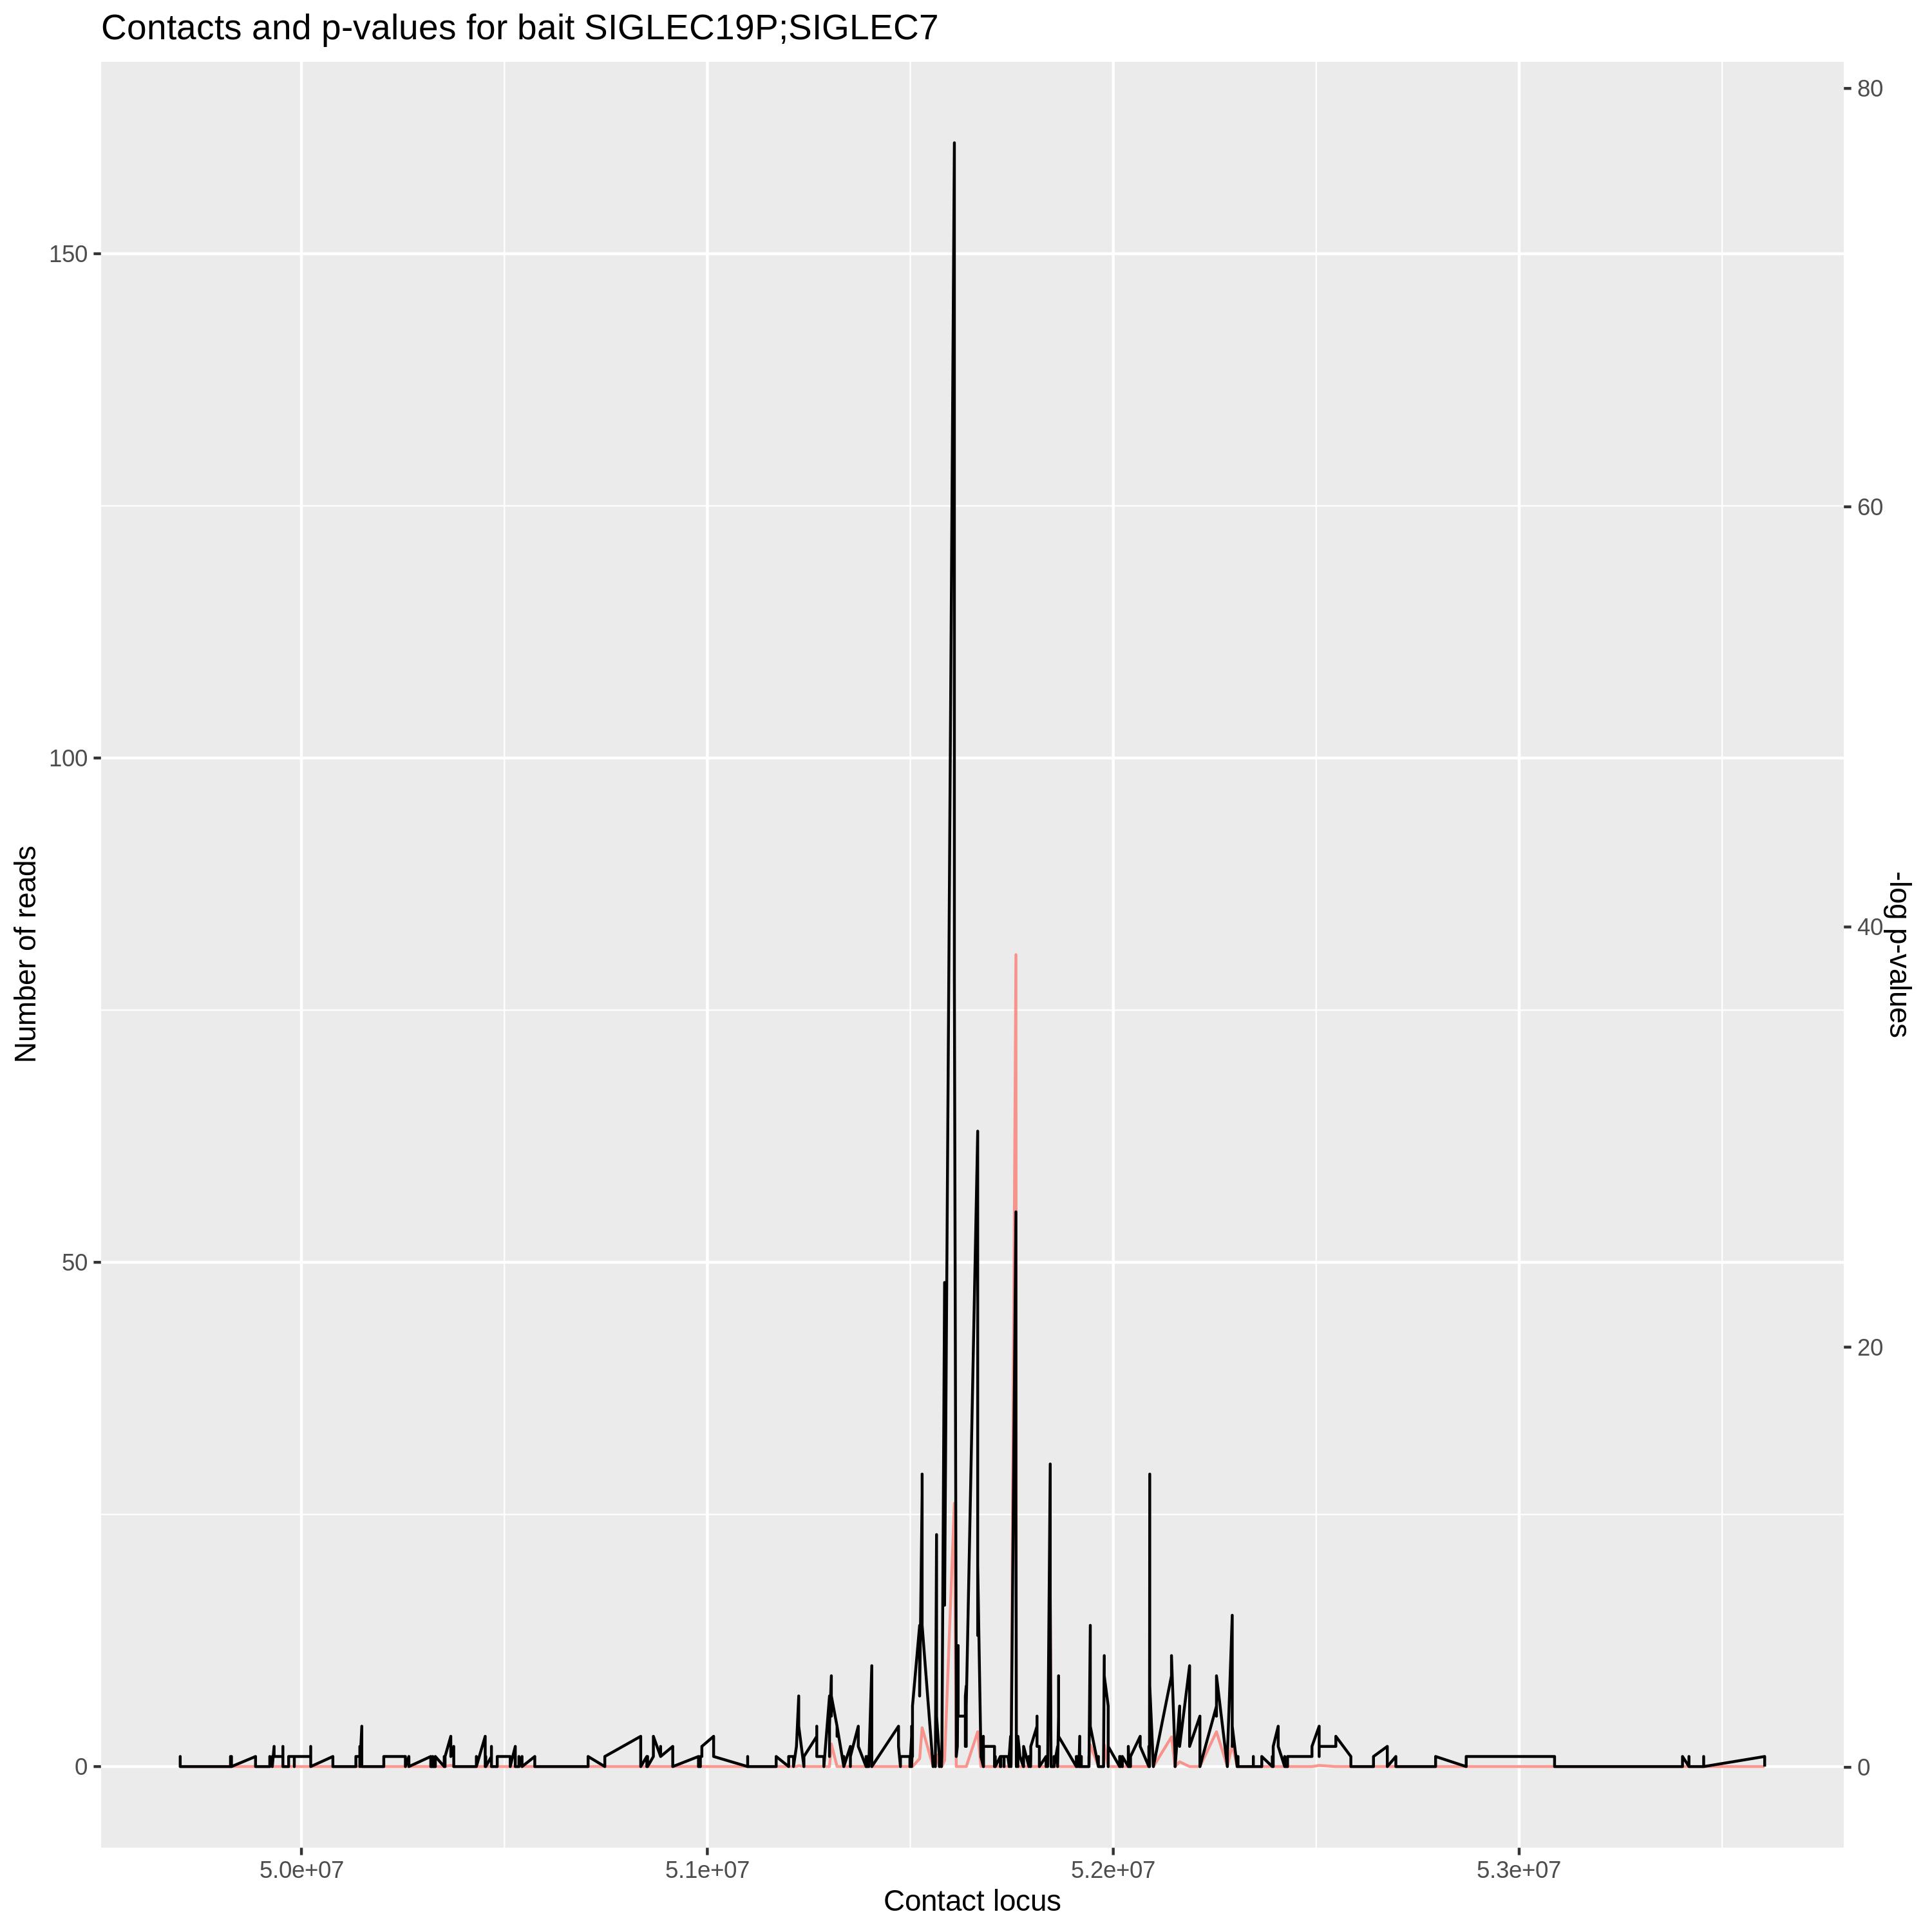 Contacts and p-values for bait SIGLEC19P;SIGLEC7
150
100
50
0
Number of reads
80
60
40
20
0
-log p-values
5.0e+07
5.1e+07
5.2e+07
5.3e+07
Contact locus